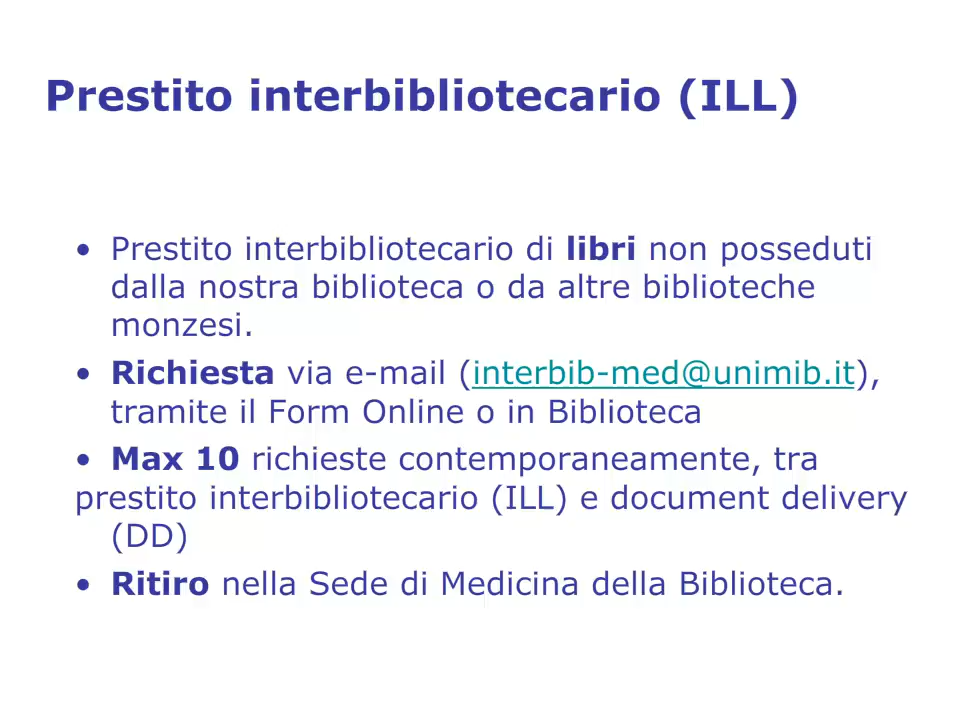 Prestito interbibliotecario (ILL)
• Prestito interbibliotecario di libri non posseduti
dalla nostra biblioteca o da altre biblioteche
monzesi.
• Richiesta via e-mail (interbib-med@unimib.it),
tramite il Form Online o in Biblioteca
• Max 10 richieste contemporaneamente, tra
prestito interbibliotecario (ILL) e document delivery
(DD)
• Ritiro nella Sede di Medicina della Biblioteca.